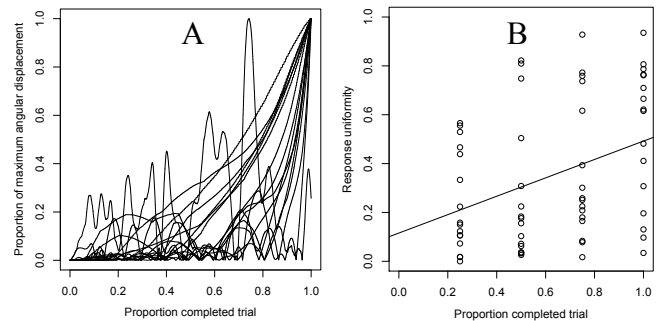 A
Proportion of maximum angular displacement
1.0
0.8
0.6
0.4
0.2
0.0
0.0 0.2 0.4 0.6 0.8 1.0
Proportion completed trial
B
Response uniformity
1.0
0.8
0.6
0.4
0.2
0.0
0.0 0.2 0.4 0.6 0.8 1.0
Proportion completed trial